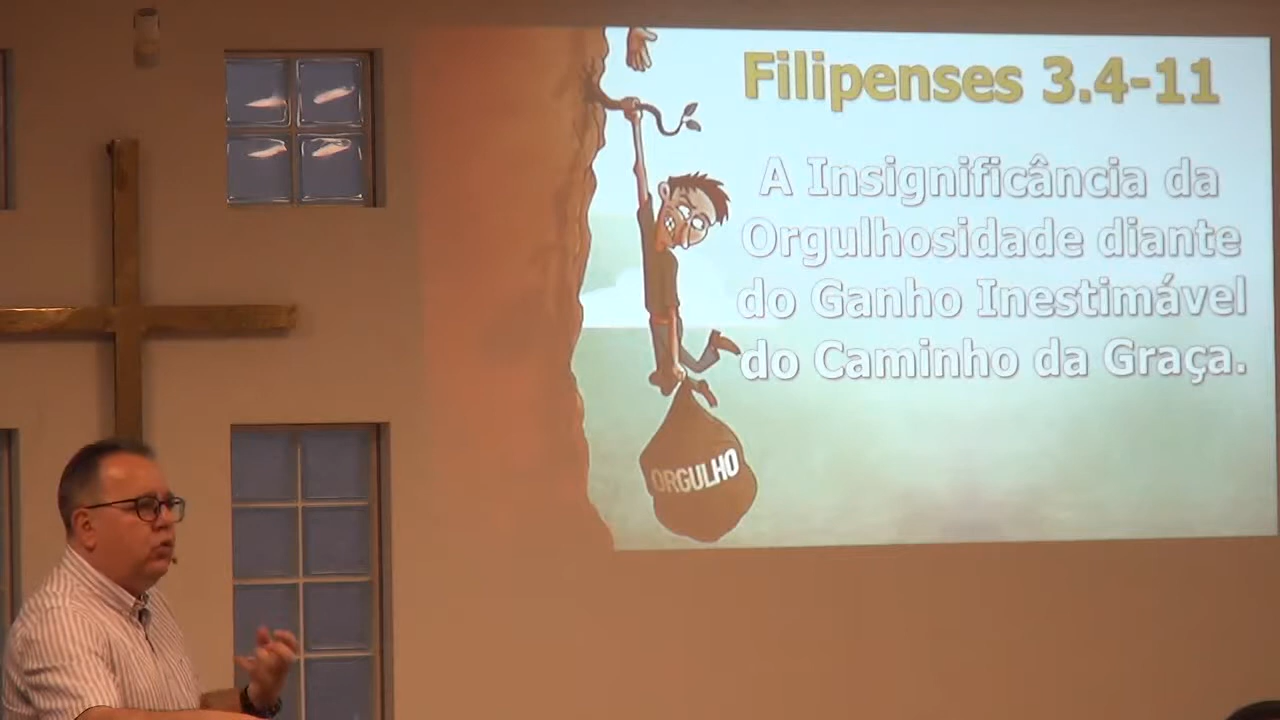 Filipenses 3.4-11
A Insignificância da
Orgulhosidade diante
do Ganho Inestimável
do Caminho da Graça.
ORGULHO